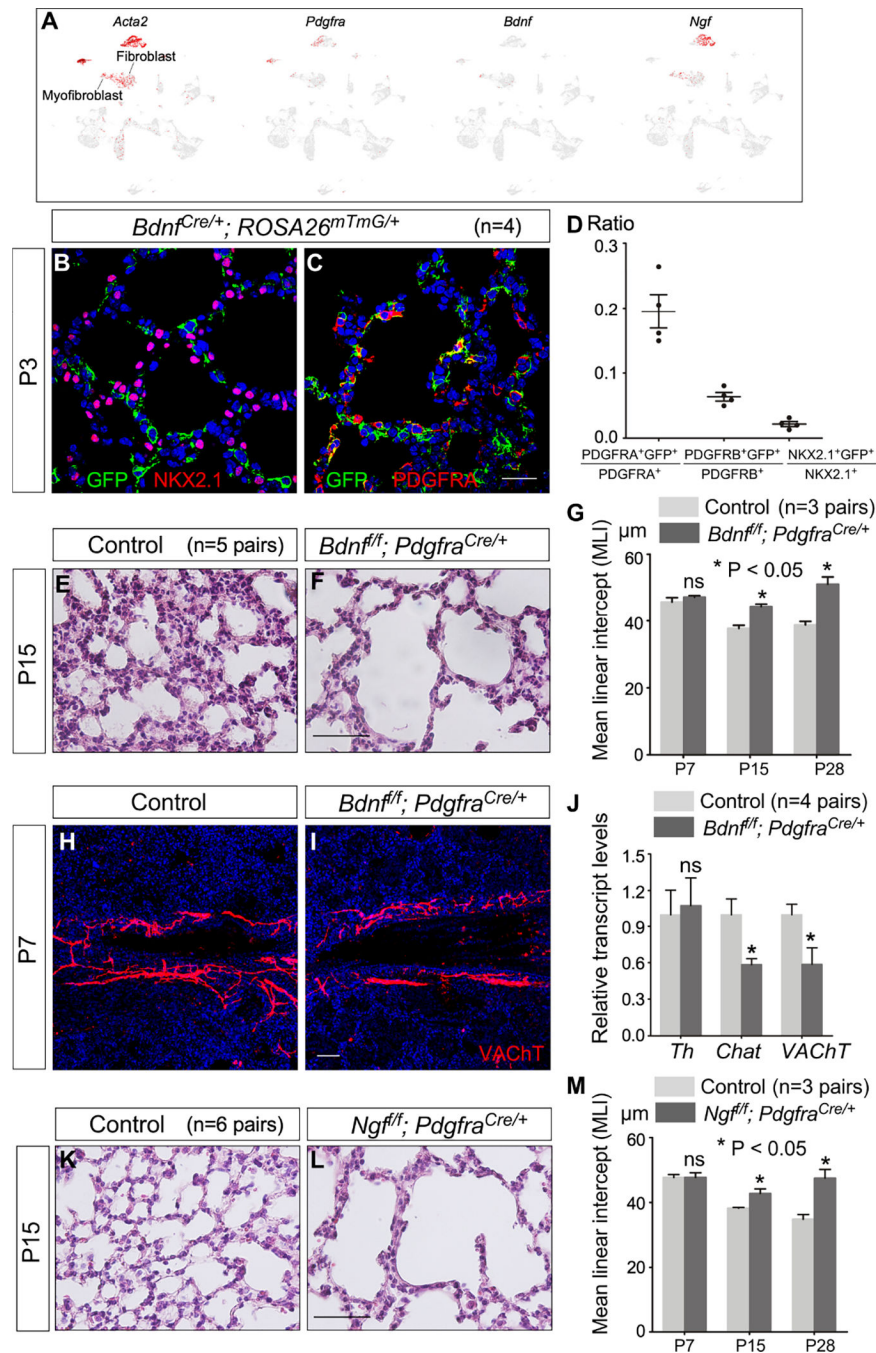 A
Acta2
Pdgfra
Bdnf
Ngf
Fibroblast
Myofibroblast
Bdnf^Cre/+; ROSA26^mTmG/+ (n=4)
P3
B
GFP NKX2.1
C
GFP PDGFRA
D Ratio
0.3
0.2
0.1
0.0
PDGFRA⁺GFP⁺ PDGFRB⁺GFP⁺ NKX2.1⁺GFP⁺
PDGFRA⁺ PDGFRB⁺ NKX2.1⁺
Control (n=5 pairs)
Bdnf^f/f; Pdgfra^Cre/+
P15
E
F
G
Control (n=3 pairs)
Bdnf^f/f; Pdgfra^Cre/+
µm
* P < 0.05
Mean linear intercept (MLI)
60
40
20
0
ns
*
*
P7 P15 P28
Control
Bdnf^f/f; Pdgfra^Cre/+
P7
H
I
VAChT
J
Control (n=4 pairs)
Bdnf^f/f; Pdgfra^Cre/+
Relative transcript levels
1.5
1.2
0.9
0.6
0.3
0
ns
*
*
Th Chat VAChT
Control (n=6 pairs)
Ngf^f/f; Pdgfra^Cre/+
P15
K
L
M
Control (n=3 pairs)
Ngf^f/f; Pdgfra^Cre/+
µm
* P < 0.05
Mean linear intercept (MLI)
60
40
20
0
ns
*
*
P7 P15 P28